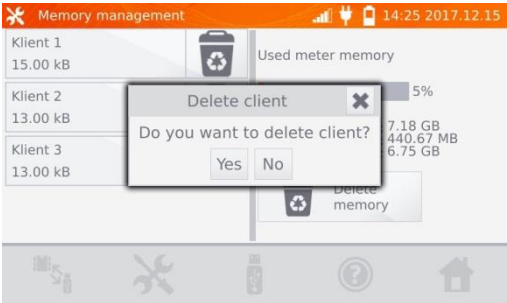 Memory management
14:25 2017.12.15
Klient 1
15.00 kB
Klient 2
13.00 kB
Klient 3
13.00 kB
Used meter memory
5%
7.18 GB
440.67 MB
6.75 GB
Delete client
Do you want to delete client?
Yes No
Delete
memory